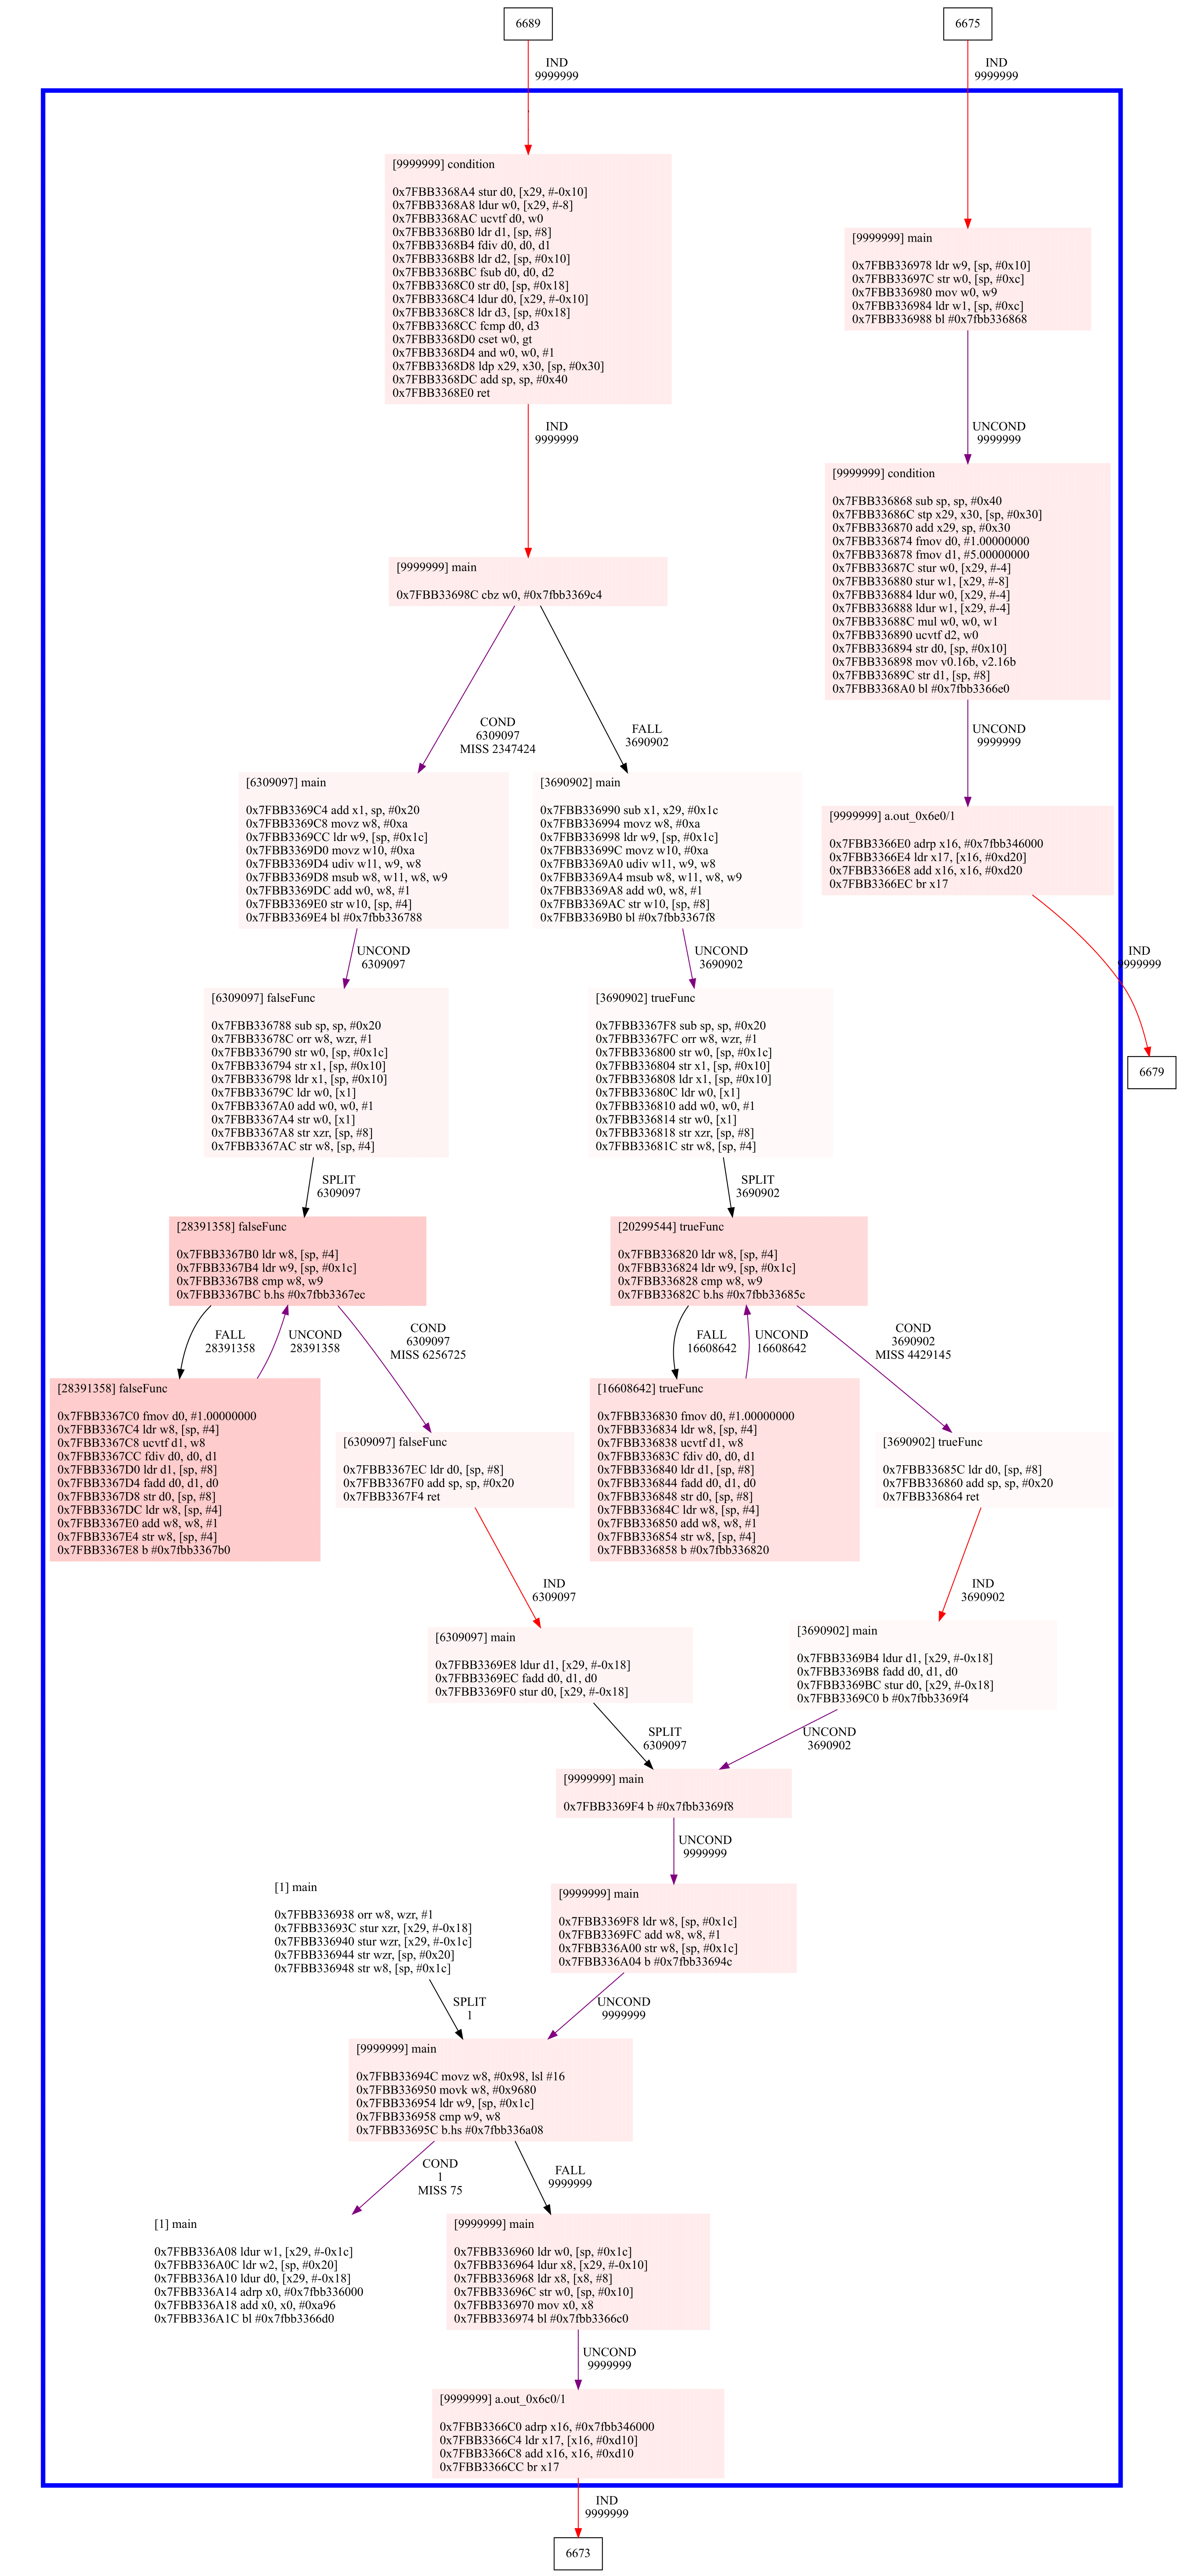 6689
6675
IND
9999999
IND
9999999
[9999999] condition
0x7FBB3368A4 stur d0, [x29, #-0x10]
0x7FBB3368A8 ldur w0, [x29, #-8]
0x7FBB3368AC ucvtf d0, w0
0x7FBB3368B0 ldr d1, [sp, #8]
0x7FBB3368B4 fdiv d0, d0, d1
0x7FBB3368B8 ldr d2, [sp, #0x10]
0x7FBB3368BC fsub d0, d0, d2
0x7FBB3368C0 str d0, [sp, #0x18]
0x7FBB3368C4 ldur d0, [x29, #-0x10]
0x7FBB3368C8 ldr d3, [sp, #0x18]
0x7FBB3368CC fcmp d0, d3
0x7FBB3368D0 cset w0, gt
0x7FBB3368D4 and w0, w0, #1
0x7FBB3368D8 ldp x29, x30, [sp, #0x30]
0x7FBB3368DC add sp, sp, #0x40
0x7FBB3368E0 ret
[9999999] main
0x7FBB336978 ldr w9, [sp, #0x10]
0x7FBB33697C str w0, [sp, #0xc]
0x7FBB336980 mov w0, w9
0x7FBB336984 ldr w1, [sp, #0xc]
0x7FBB336988 bl #0x7fbb336868
IND
9999999
UNCOND
9999999
[9999999] condition
0x7FBB336868 sub sp, sp, #0x40
0x7FBB33686C stp x29, x30, [sp, #0x30]
0x7FBB336870 add x29, sp, #0x30
0x7FBB336874 fmov d0, #1.00000000
0x7FBB336878 fmov d1, #5.00000000
0x7FBB33687C stur w0, [x29, #-4]
0x7FBB336880 stur w1, [x29, #-8]
0x7FBB336884 ldur w0, [x29, #-4]
0x7FBB336888 ldur w1, [x29, #-4]
0x7FBB33688C mul w0, w0, w1
0x7FBB336890 ucvtf d2, w0
0x7FBB336894 str d0, [sp, #0x10]
0x7FBB336898 mov v0.16b, v2.16b
0x7FBB33689C str d1, [sp, #8]
0x7FBB3368A0 bl #0x7fbb3366e0
[9999999] main
0x7FBB33698C cbz w0, #0x7fbb3369c4
COND
6309097
MISS 2347424
FALL
3690902
UNCOND
9999999
[6309097] main
0x7FBB3369C4 add x1, sp, #0x20
0x7FBB3369C8 movz w8, #0xa
0x7FBB3369CC ldr w9, [sp, #0x1c]
0x7FBB3369D0 movz w10, #0xa
0x7FBB3369D4 udiv w11, w9, w8
0x7FBB3369D8 msub w8, w11, w8, w9
0x7FBB3369DC add w0, w8, #1
0x7FBB3369E0 str w10, [sp, #4]
0x7FBB3369E4 bl #0x7fbb336788
[3690902] main
0x7FBB336990 sub x1, x29, #0x1c
0x7FBB336994 movz w8, #0xa
0x7FBB336998 ldr w9, [sp, #0x1c]
0x7FBB33699C movz w10, #0xa
0x7FBB3369A0 udiv w11, w9, w8
0x7FBB3369A4 msub w8, w11, w8, w9
0x7FBB3369A8 add w0, w8, #1
0x7FBB3369AC str w10, [sp, #8]
0x7FBB3369B0 bl #0x7fbb3367f8
[9999999] a.out_0x6e0/1
0x7FBB3366E0 adrp x16, #0x7fbb346000
0x7FBB3366E4 ldr x17, [x16, #0xd20]
0x7FBB3366E8 add x16, x16, #0xd20
0x7FBB3366EC br x17
UNCOND
6309097
UNCOND
3690902
IND
9999999
[6309097] falseFunc
0x7FBB336788 sub sp, sp, #0x20
0x7FBB33678C orr w8, wzr, #1
0x7FBB336790 str w0, [sp, #0x1c]
0x7FBB336794 str x1, [sp, #0x10]
0x7FBB336798 ldr x1, [sp, #0x10]
0x7FBB33679C ldr w0, [x1]
0x7FBB3367A0 add w0, w0, #1
0x7FBB3367A4 str w0, [x1]
0x7FBB3367A8 str xzr, [sp, #8]
0x7FBB3367AC str w8, [sp, #4]
[3690902] trueFunc
0x7FBB3367F8 sub sp, sp, #0x20
0x7FBB3367FC orr w8, wzr, #1
0x7FBB336800 str w0, [sp, #0x1c]
0x7FBB336804 str x1, [sp, #0x10]
0x7FBB336808 ldr x1, [sp, #0x10]
0x7FBB33680C ldr w0, [x1]
0x7FBB336810 add w0, w0, #1
0x7FBB336814 str w0, [x1]
0x7FBB336818 str xzr, [sp, #8]
0x7FBB33681C str w8, [sp, #4]
6679
SPLIT
6309097
SPLIT
3690902
[28391358] falseFunc
0x7FBB3367B0 ldr w8, [sp, #4]
0x7FBB3367B4 ldr w9, [sp, #0x1c]
0x7FBB3367B8 cmp w8, w9
0x7FBB3367BC b.hs #0x7fbb3367ec
[20299544] trueFunc
0x7FBB336820 ldr w8, [sp, #4]
0x7FBB336824 ldr w9, [sp, #0x1c]
0x7FBB336828 cmp w8, w9
0x7FBB33682C b.hs #0x7fbb33685c
FALL
28391358
UNCOND
28391358
COND
6309097
MISS 6256725
FALL
16608642
UNCOND
16608642
COND
3690902
MISS 4429145
[28391358] falseFunc
0x7FBB3367C0 fmov d0, #1.00000000
0x7FBB3367C4 ldr w8, [sp, #4]
0x7FBB3367C8 ucvtf d1, w8
0x7FBB3367CC fdiv d0, d0, d1
0x7FBB3367D0 ldr d1, [sp, #8]
0x7FBB3367D4 fadd d0, d1, d0
0x7FBB3367D8 str d0, [sp, #8]
0x7FBB3367DC ldr w8, [sp, #4]
0x7FBB3367E0 add w8, w8, #1
0x7FBB3367E4 str w8, [sp, #4]
0x7FBB3367E8 b #0x7fbb3367b0
[6309097] falseFunc
0x7FBB3367EC ldr d0, [sp, #8]
0x7FBB3367F0 add sp, sp, #0x20
0x7FBB3367F4 ret
[16608642] trueFunc
0x7FBB336830 fmov d0, #1.00000000
0x7FBB336834 ldr w8, [sp, #4]
0x7FBB336838 ucvtf d1, w8
0x7FBB33683C fdiv d0, d0, d1
0x7FBB336840 ldr d1, [sp, #8]
0x7FBB336844 fadd d0, d1, d0
0x7FBB336848 str d0, [sp, #8]
0x7FBB33684C ldr w8, [sp, #4]
0x7FBB336850 add w8, w8, #1
0x7FBB336854 str w8, [sp, #4]
0x7FBB336858 b #0x7fbb336820
[3690902] trueFunc
0x7FBB33685C ldr d0, [sp, #8]
0x7FBB336860 add sp, sp, #0x20
0x7FBB336864 ret
IND
6309097
IND
3690902
[6309097] main
0x7FBB3369E8 ldur d1, [x29, #-0x18]
0x7FBB3369EC fadd d0, d1, d0
0x7FBB3369F0 stur d0, [x29, #-0x18]
[3690902] main
0x7FBB3369B4 ldur d1, [x29, #-0x18]
0x7FBB3369B8 fadd d0, d1, d0
0x7FBB3369BC stur d0, [x29, #-0x18]
0x7FBB3369C0 b #0x7fbb3369f4
SPLIT
6309097
UNCOND
3690902
[9999999] main
0x7FBB3369F4 b #0x7fbb3369f8
UNCOND
9999999
[1] main
0x7FBB336938 orr w8, wzr, #1
0x7FBB33693C stur xzr, [x29, #-0x18]
0x7FBB336940 stur wzr, [x29, #-0x1c]
0x7FBB336944 str wzr, [sp, #0x20]
0x7FBB336948 str w8, [sp, #0x1c]
[9999999] main
0x7FBB3369F8 ldr w8, [sp, #0x1c]
0x7FBB3369FC add w8, w8, #1
0x7FBB336A00 str w8, [sp, #0x1c]
0x7FBB336A04 b #0x7fbb33694c
SPLIT
1
UNCOND
9999999
[9999999] main
0x7FBB33694C movz w8, #0x98, lsl #16
0x7FBB336950 movk w8, #0x9680
0x7FBB336954 ldr w9, [sp, #0x1c]
0x7FBB336958 cmp w9, w8
0x7FBB33695C b.hs #0x7fbb336a08
COND
1
MISS 75
FALL
9999999
[1] main
0x7FBB336A08 ldur w1, [x29, #-0x1c]
0x7FBB336A0C ldr w2, [sp, #0x20]
0x7FBB336A10 ldur d0, [x29, #-0x18]
0x7FBB336A14 adrp x0, #0x7fbb336000
0x7FBB336A18 add x0, x0, #0xa96
0x7FBB336A1C bl #0x7fbb3366d0
[9999999] main
0x7FBB336960 ldr w0, [sp, #0x1c]
0x7FBB336964 ldur x8, [x29, #-0x10]
0x7FBB336968 ldr x8, [x8, #8]
0x7FBB33696C str w0, [sp, #0x10]
0x7FBB336970 mov x0, x8
0x7FBB336974 bl #0x7fbb3366c0
UNCOND
9999999
[9999999] a.out_0x6c0/1
0x7FBB3366C0 adrp x16, #0x7fbb346000
0x7FBB3366C4 ldr x17, [x16, #0xd10]
0x7FBB3366C8 add x16, x16, #0xd10
0x7FBB3366CC br x17
IND
9999999
6673